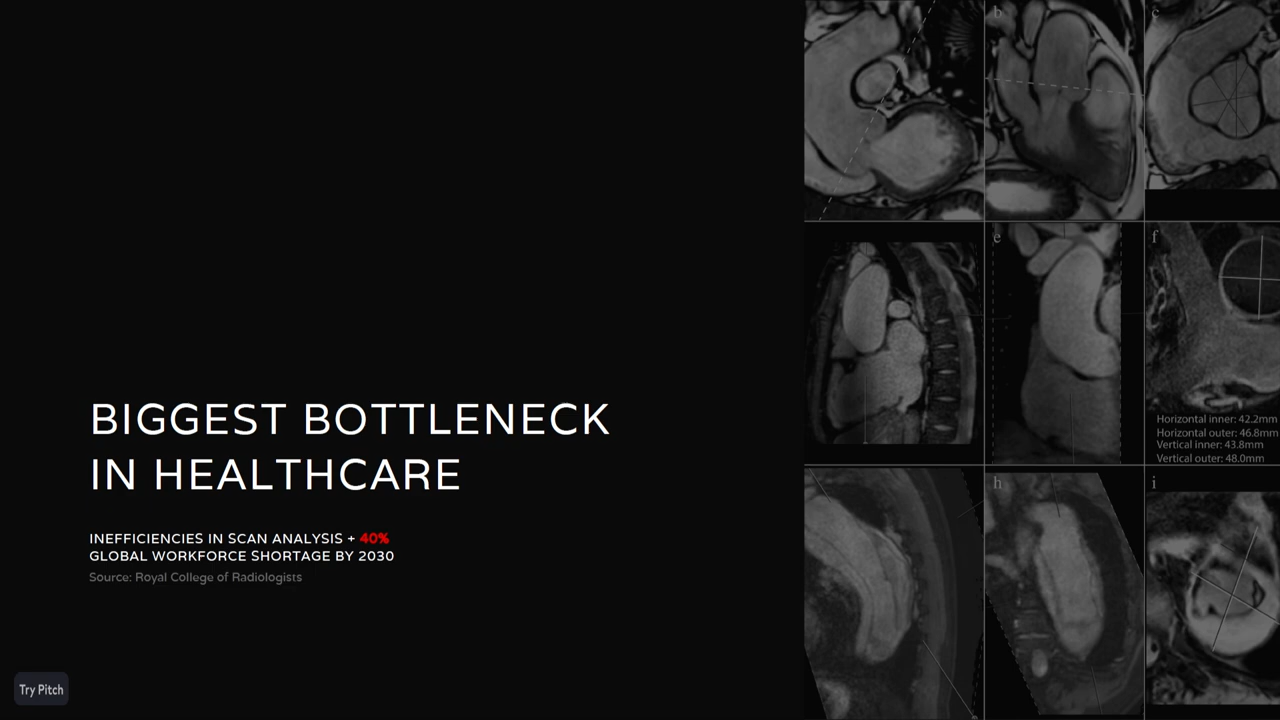 BIGGEST BOTTLENECK
IN HEALTHCARE
INEFFICIENCIES IN SCAN ANALYSIS + 40%
GLOBAL WORKFORCE SHORTAGE BY 2030
Source: Royal College of Radiologists
Try Pitch
b
c
e
f
Horizontal inner: 42.2mm
Horizontal outer: 46.8mm
Vertical inner: 43.8mm
Vertical outer: 48.0mm
h
i